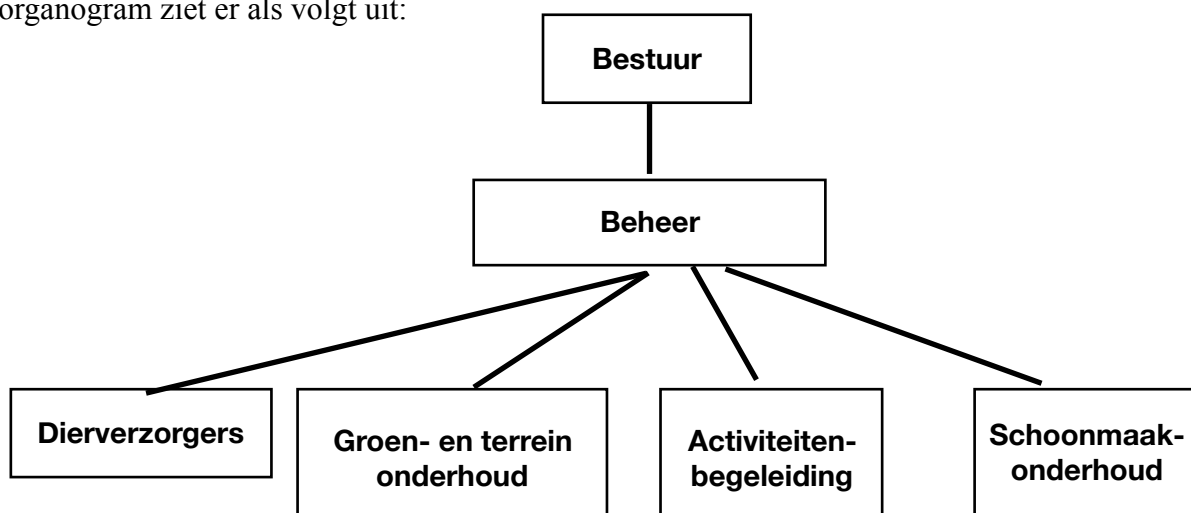 organogram ziet er als volgt uit:
Bestuur
Beheer
Dierverzorgers
Groen- en terrein
onderhoud
Activiteiten-
begeleiding
Schoonmaak-
onderhoud